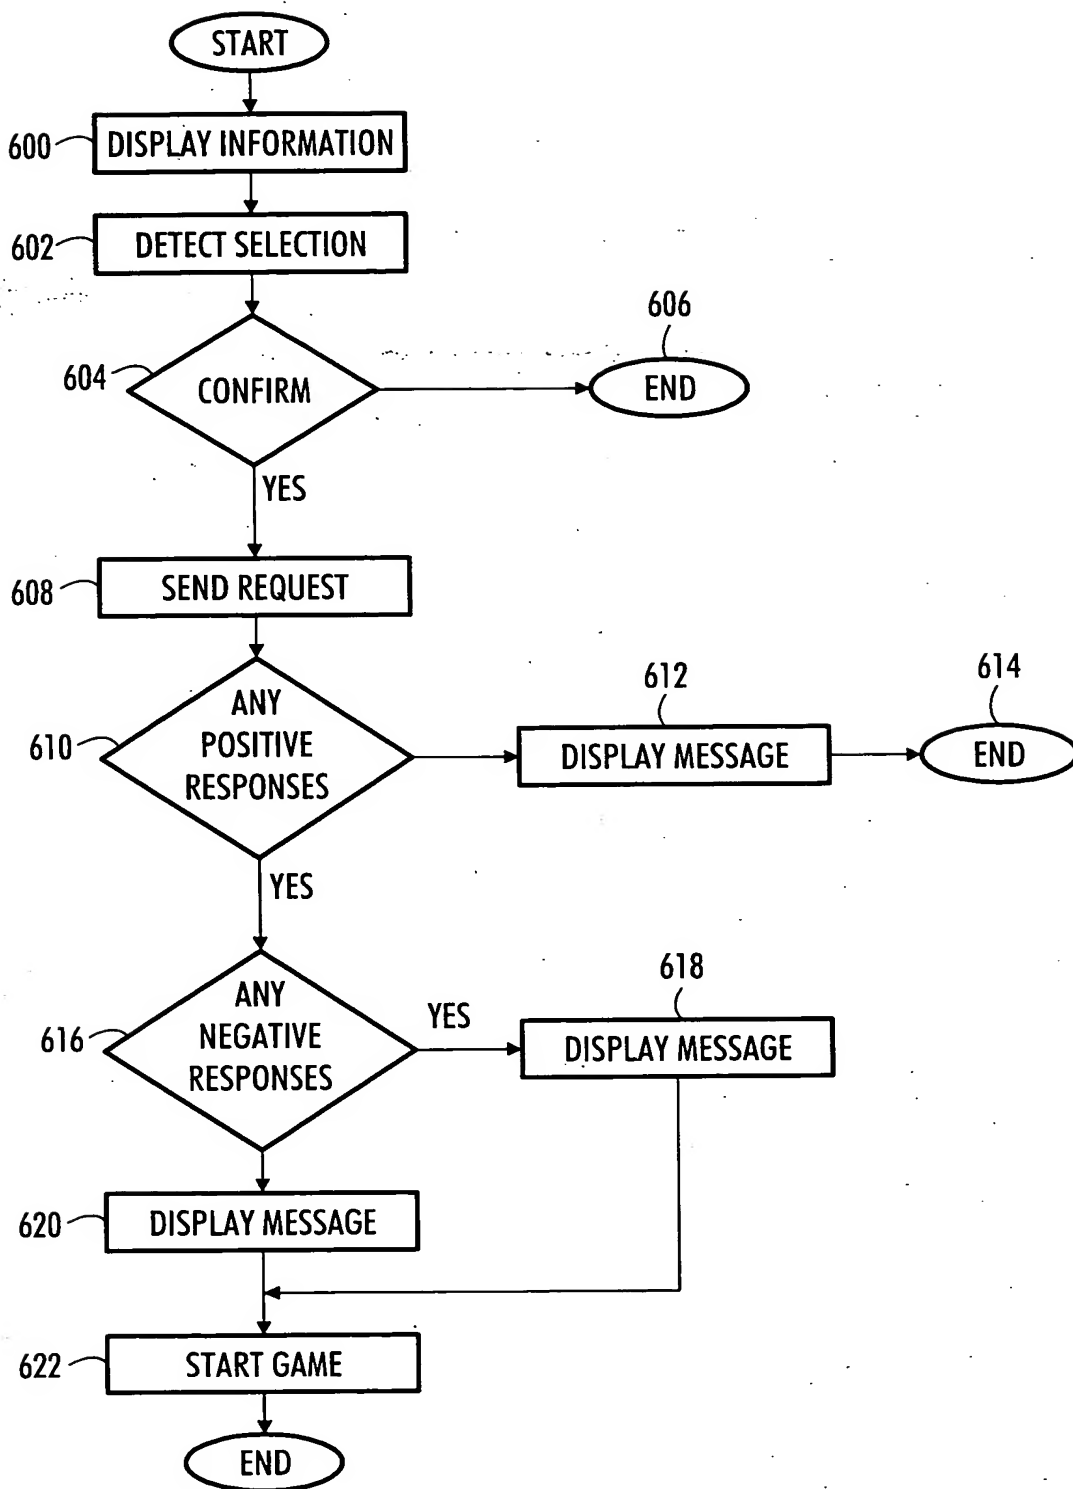 START
600
DISPLAY INFORMATION
602
DETECT SELECTION
604
CONFIRM
606
END
YES
608
SEND REQUEST
610
ANY
POSITIVE
RESPONSES
612
DISPLAY MESSAGE
614
END
YES
616
ANY
NEGATIVE
RESPONSES
YES
618
DISPLAY MESSAGE
620
DISPLAY MESSAGE
622
START GAME
END